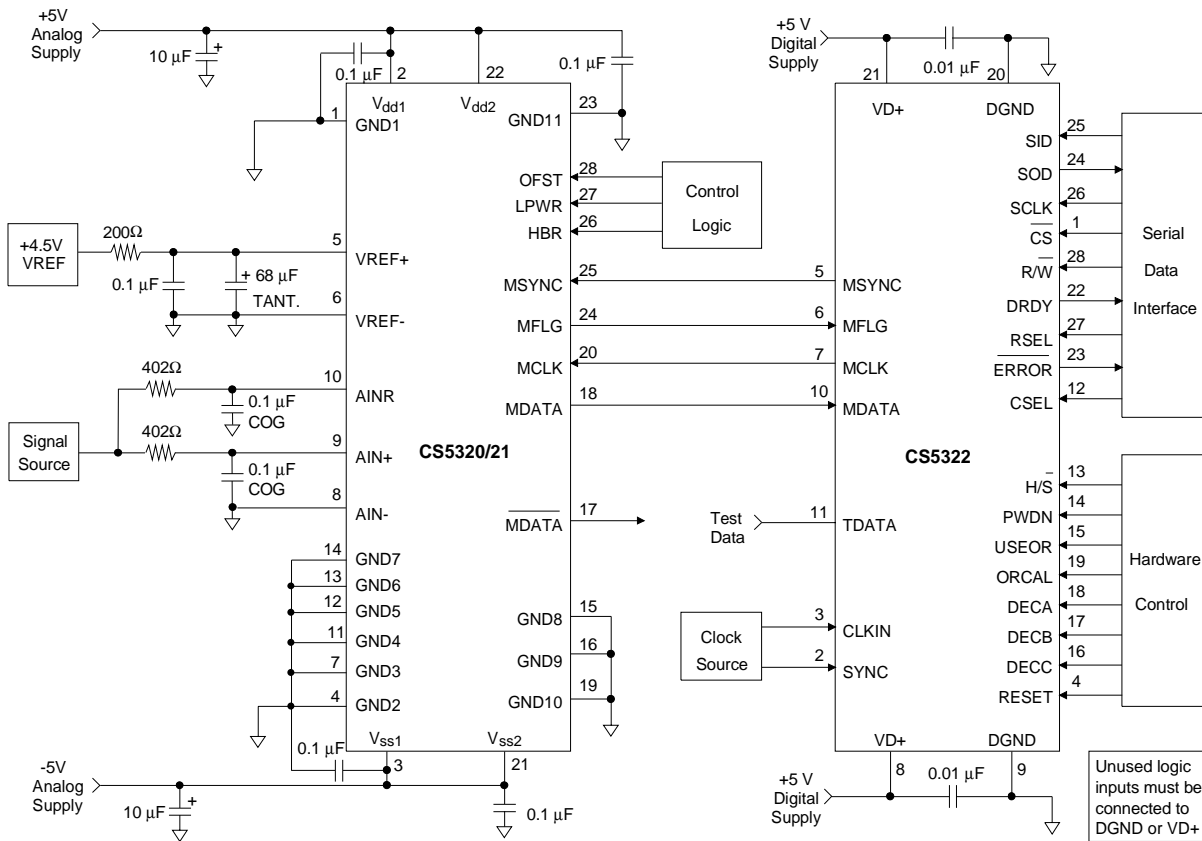 +5V
Analog
Supply
10 μF
+
0.1 μF
2
22
0.1 μF
1
Vdd1
Vdd2
GND1
23
GND11
28
OFST
27
LPWR
26
HBR
Control
Logic
+4.5V
VREF
200Ω
5
VREF+
0.1 μF
+ 68 μF
TANT.
6
VREF-
25
MSYNC
24
MFLG
20
MCLK
18
MDATA
402Ω
10
AINR
0.1 μF
COG
Signal
Source
402Ω
9
AIN+
0.1 μF
COG
8
AIN-
CS5320/21
17
MDATA
14
GND7
13
GND6
12
GND5
11
GND4
7
GND3
4
GND2
15
GND8
16
GND9
19
GND10
Vss1
Vss2
0.1 μF
3
21
-5V
Analog
Supply
10 μF
+
0.1 μF
+5 V
Digital
Supply
21
0.01 μF
20
VD+
DGND
25
SID
24
SOD
26
SCLK
1
CS
28
R/W
22
DRDY
27
RSEL
23
ERROR
12
CSEL
Serial
Data
Interface
5
MSYNC
6
MFLG
7
MCLK
10
MDATA
CS5322
Test
Data
11
TDATA
Clock
Source
3
CLKIN
2
SYNC
13
H/S
14
PWDN
15
USEOR
19
ORCAL
18
DECA
17
DECB
16
DECC
4
RESET
Hardware
Control
VD+
DGND
+5 V
Digital
Supply
8
0.01 μF
9
Unused logic
inputs must be
connected to
DGND or VD+